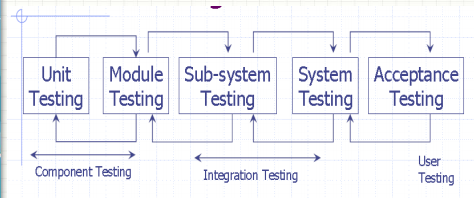 Unit
Testing
Module
Testing
Sub-system
Testing
System
Testing
Acceptance
Testing
Component Testing
Integration Testing
User
Testing